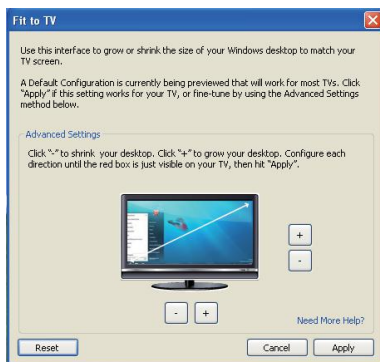 Fit to TV
Use this interface to grow or shrink the size of your Windows desktop to match your
TV screen.
A Default Configuration is currently being previewed that will work for most TVs. Click
"Apply" if this setting works for your TV, or fine-tune by using the Advanced Settings
method below.
Advanced Settings
Click "-" to shrink your desktop. Click "+" to grow your desktop. Configure each
direction until the red box is just visible on your TV, then hit "Apply".
+
-
- +
Need More Help?
Reset Cancel Apply